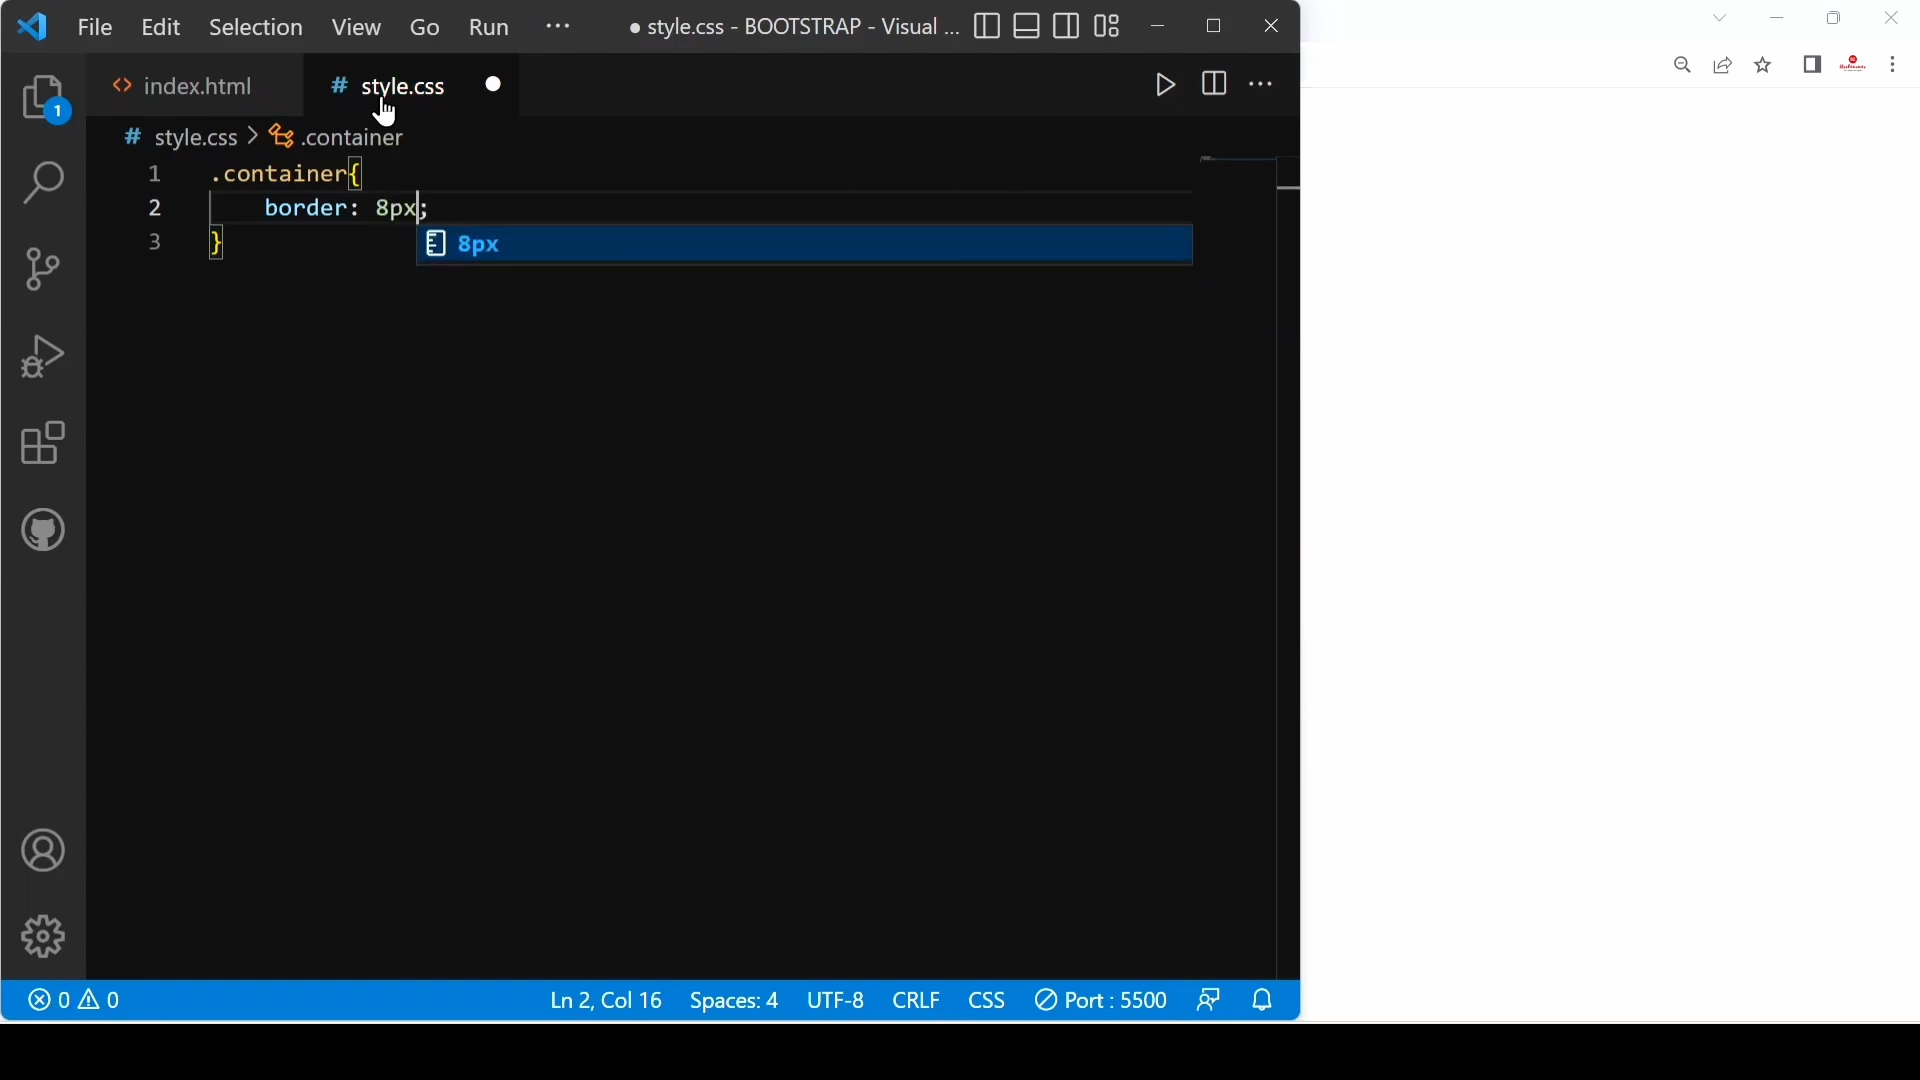 File Edit Selection View Go Run ··· ● style.css - BOOTSTRAP - Visual ...
index.html # style.css
1
# style.css > .container
1 .container{
2 border: 8px;
3 }
8px
0 0 Ln 2, Col 16 Spaces: 4 UTF-8 CRLF CSS Port : 5500